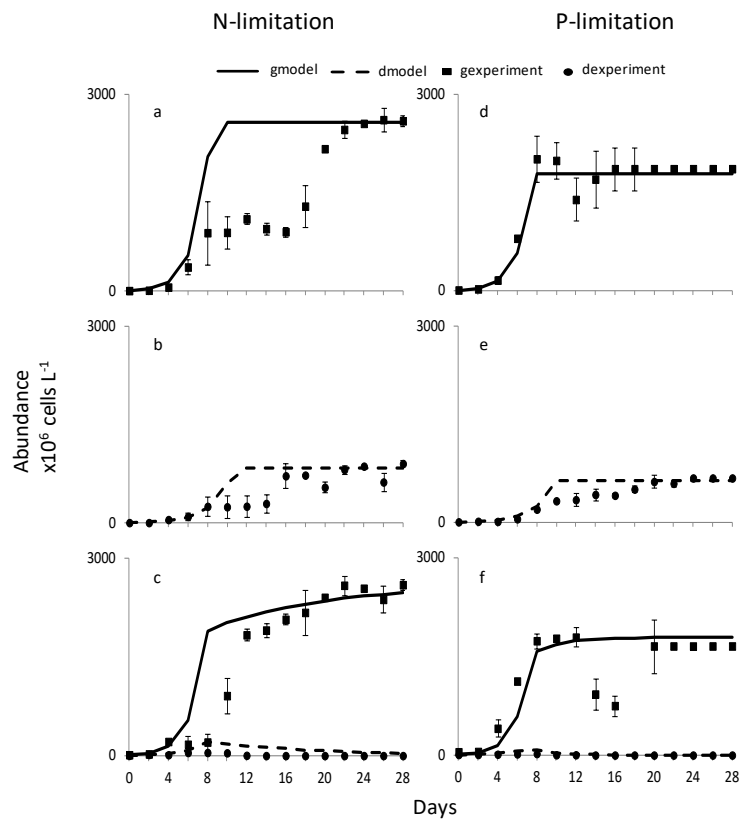 N-limitation P-limitation
gmodel dmodel gexperiment dexperiment
3000 a 0
3000 d 0
3000 b 0
3000 e 0
Abundance
x10⁶ cells L⁻¹
3000 c 0
0 4 8 12 16 20 24 28
3000 f 0
0 4 8 12 16 20 24 28
Days